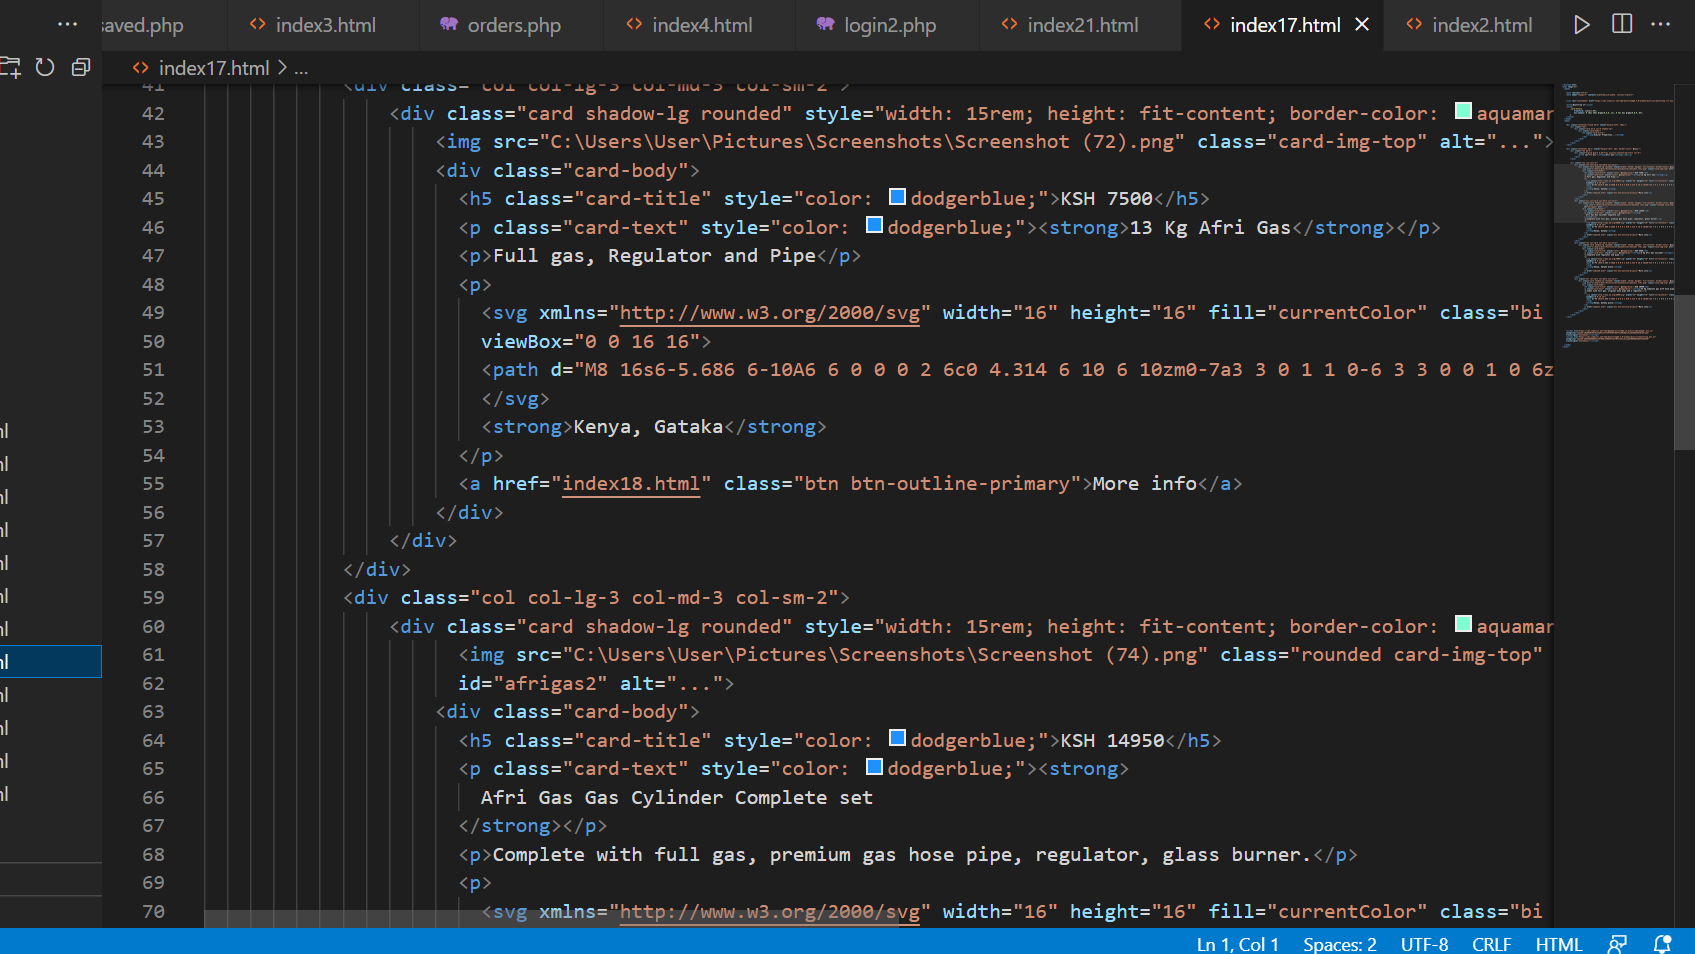 saved.php index3.html orders.php index4.html login2.php index21.html index17.html index2.html
index17.html > ...
41 <div class="col col-lg-3 col-md-3 col-sm-2">
42 <div class="card shadow-lg rounded" style="width: 15rem; height: fit-content; border-color: aquamar
43 <img src="C:\Users\User\Pictures\Screenshots\Screenshot (72).png" class="card-img-top" alt="...">
44 <div class="card-body">
45 <h5 class="card-title" style="color: dodgerblue;">KSH 7500</h5>
46 <p class="card-text" style="color: dodgerblue;"><strong>13 Kg Afri Gas</strong></p>
47 <p>Full gas, Regulator and Pipe</p>
48 <p>
49 <svg xmlns="http://www.w3.org/2000/svg" width="16" height="16" fill="currentColor" class="bi
50 viewBox="0 0 16 16">
51 <path d="M8 16s6-5.686 6-10A6 6 0 0 0 2 6c0 4.314 6 10 6 10zm0-7a3 3 0 1 1 0-6 3 3 0 0 1 0 6z
52 </svg>
53 <strong>Kenya, Gataka</strong>
54 </p>
55 <a href="index18.html" class="btn btn-outline-primary">More info</a>
56 </div>
57 </div>
58 </div>
59 <div class="col col-lg-3 col-md-3 col-sm-2">
60 <div class="card shadow-lg rounded" style="width: 15rem; height: fit-content; border-color: aquamar
61 <img src="C:\Users\User\Pictures\Screenshots\Screenshot (74).png" class="rounded card-img-top"
62 id="afrigas2" alt="...">
63 <div class="card-body">
64 <h5 class="card-title" style="color: dodgerblue;">KSH 14950</h5>
65 <p class="card-text" style="color: dodgerblue;"><strong>
66 Afri Gas Gas Cylinder Complete set
67 </strong></p>
68 <p>Complete with full gas, premium gas hose pipe, regulator, glass burner.</p>
69 <p>
70 <svg xmlns="http://www.w3.org/2000/svg" width="16" height="16" fill="currentColor" class="bi
Ln 1, Col 1 Spaces: 2 UTF-8 CRLF HTML